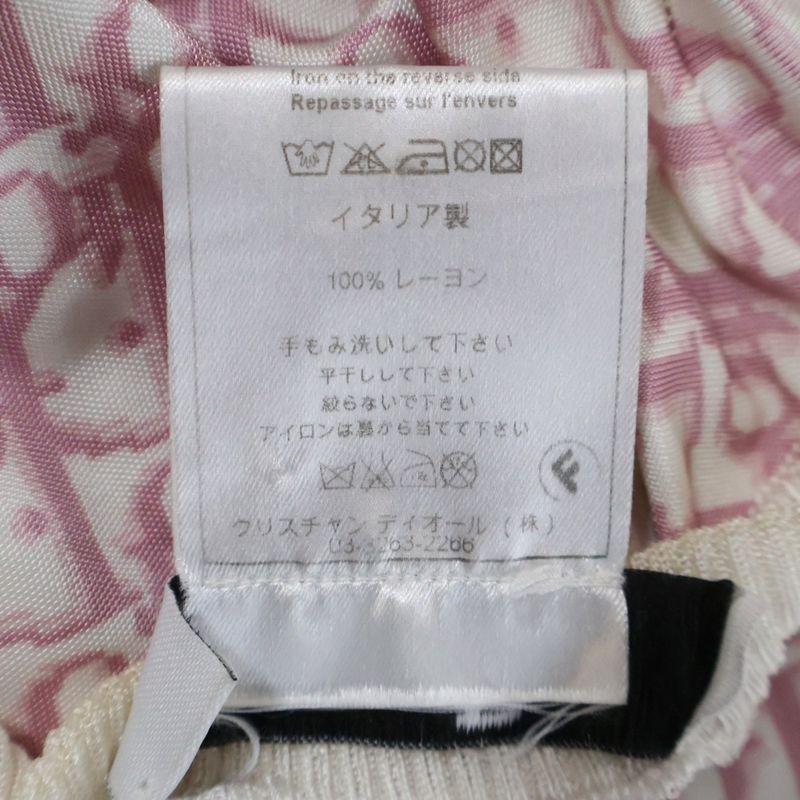 Iron on the reverse side
Repassage sur l'envers
イタリア製
100% レーヨン
手もみ洗いして下さい
平干しして下さい
絞らないで下さい
アイロンは裏から当てて下さい
F
クリスチャン ディオール (株)
03-3263-2266